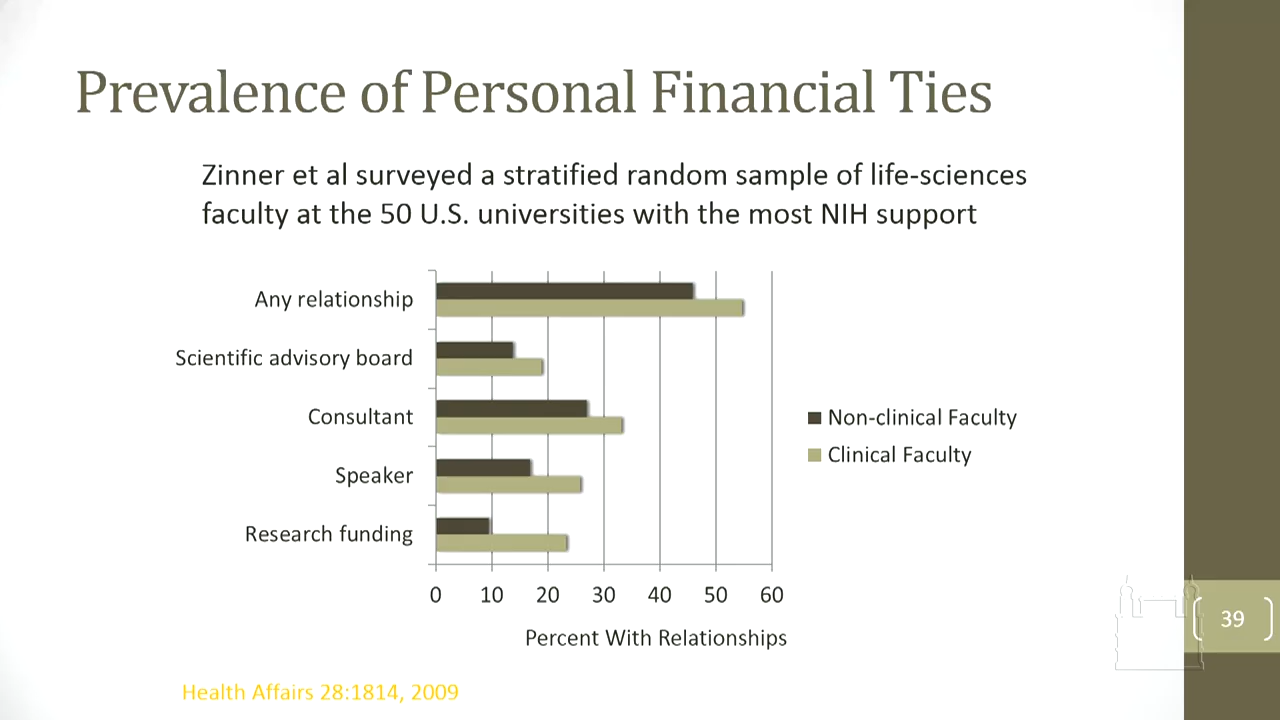 Prevalence of Personal Financial Ties
Zinner et al surveyed a stratified random sample of life-sciences
faculty at the 50 U.S. universities with the most NIH support
Any relationship
Scientific advisory board
Consultant
Speaker
Research funding
0 10 20 30 40 50 60
Percent With Relationships
Non-clinical Faculty
Clinical Faculty
39
Health Affairs 28:1814, 2009